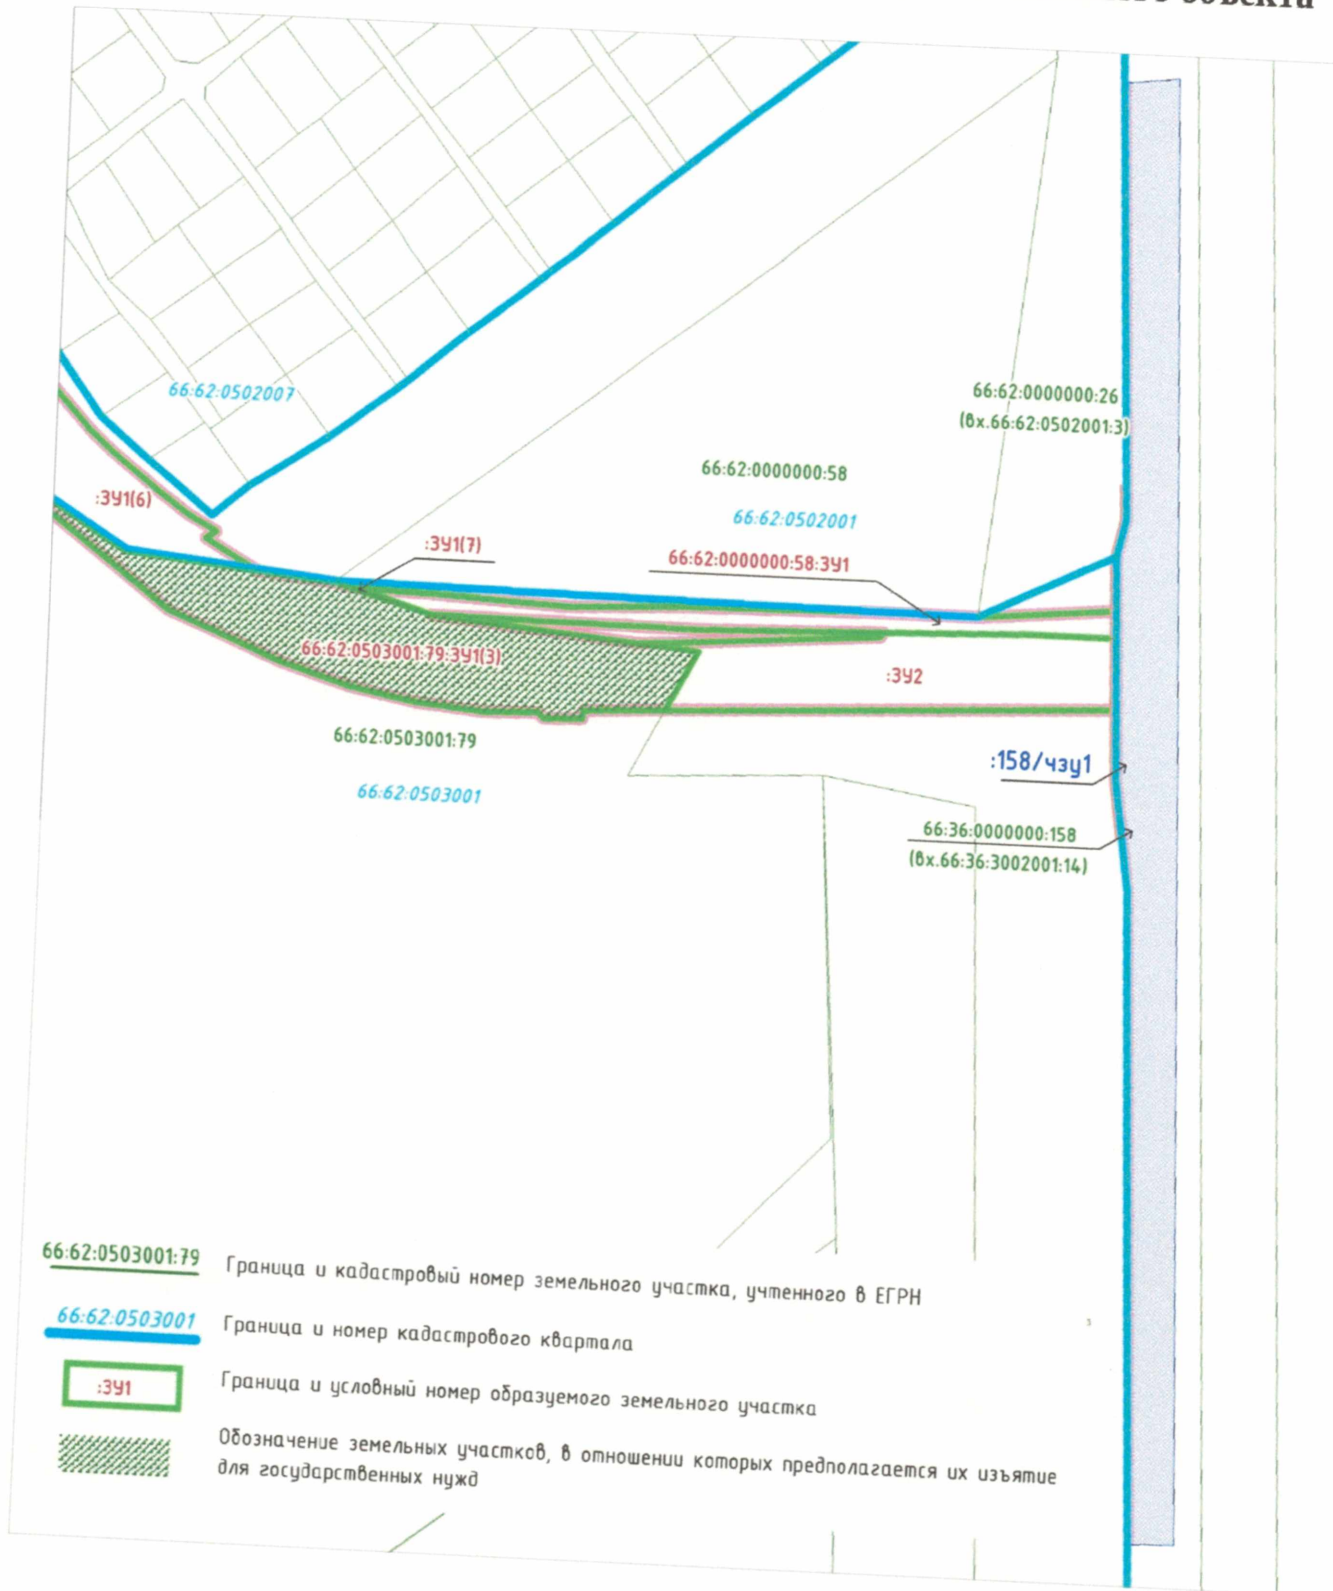 объекта
66:62:0502007
66:62:0000000:26
(вх.66:62:0502001:3)
66:62:0000000:58
:ЗУ1(6)
66:62:0502001
:ЗУ1(7)
66:62:0000000:58:ЗУ1
66:62:0503001:79:ЗУ1(3)
:ЗУ2
66:62:0503001:79
:158/чзу1
66:62:0503001
66:36:0000000:158
(вх.66:36:3002001:14)
66:62:0503001:79 Граница и кадастровый номер земельного участка, учтенного в ЕГРН
66:62:0503001 Граница и номер кадастрового квартала
:ЗУ1 Граница и условный номер образуемого земельного участка
Обозначение земельных участков, в отношении которых предполагается их изъятие
для государственных нужд